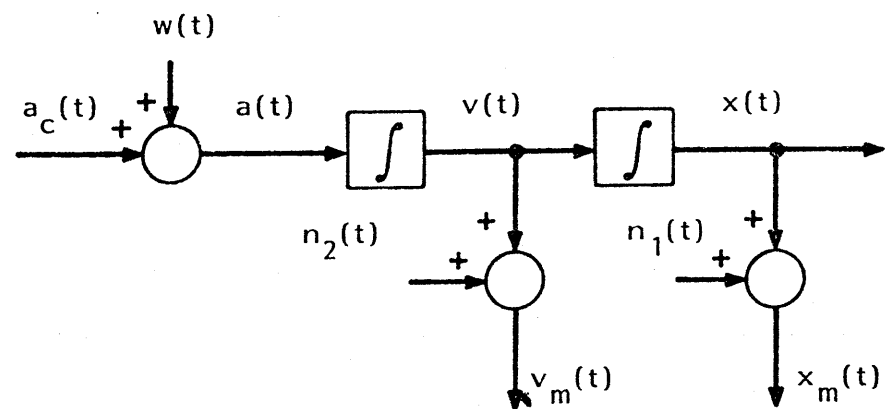 w(t)
a_c(t) + + a(t) ∫ v(t) ∫ x(t)
n_2(t) + + n_1(t) + +
v_m(t) x_m(t)